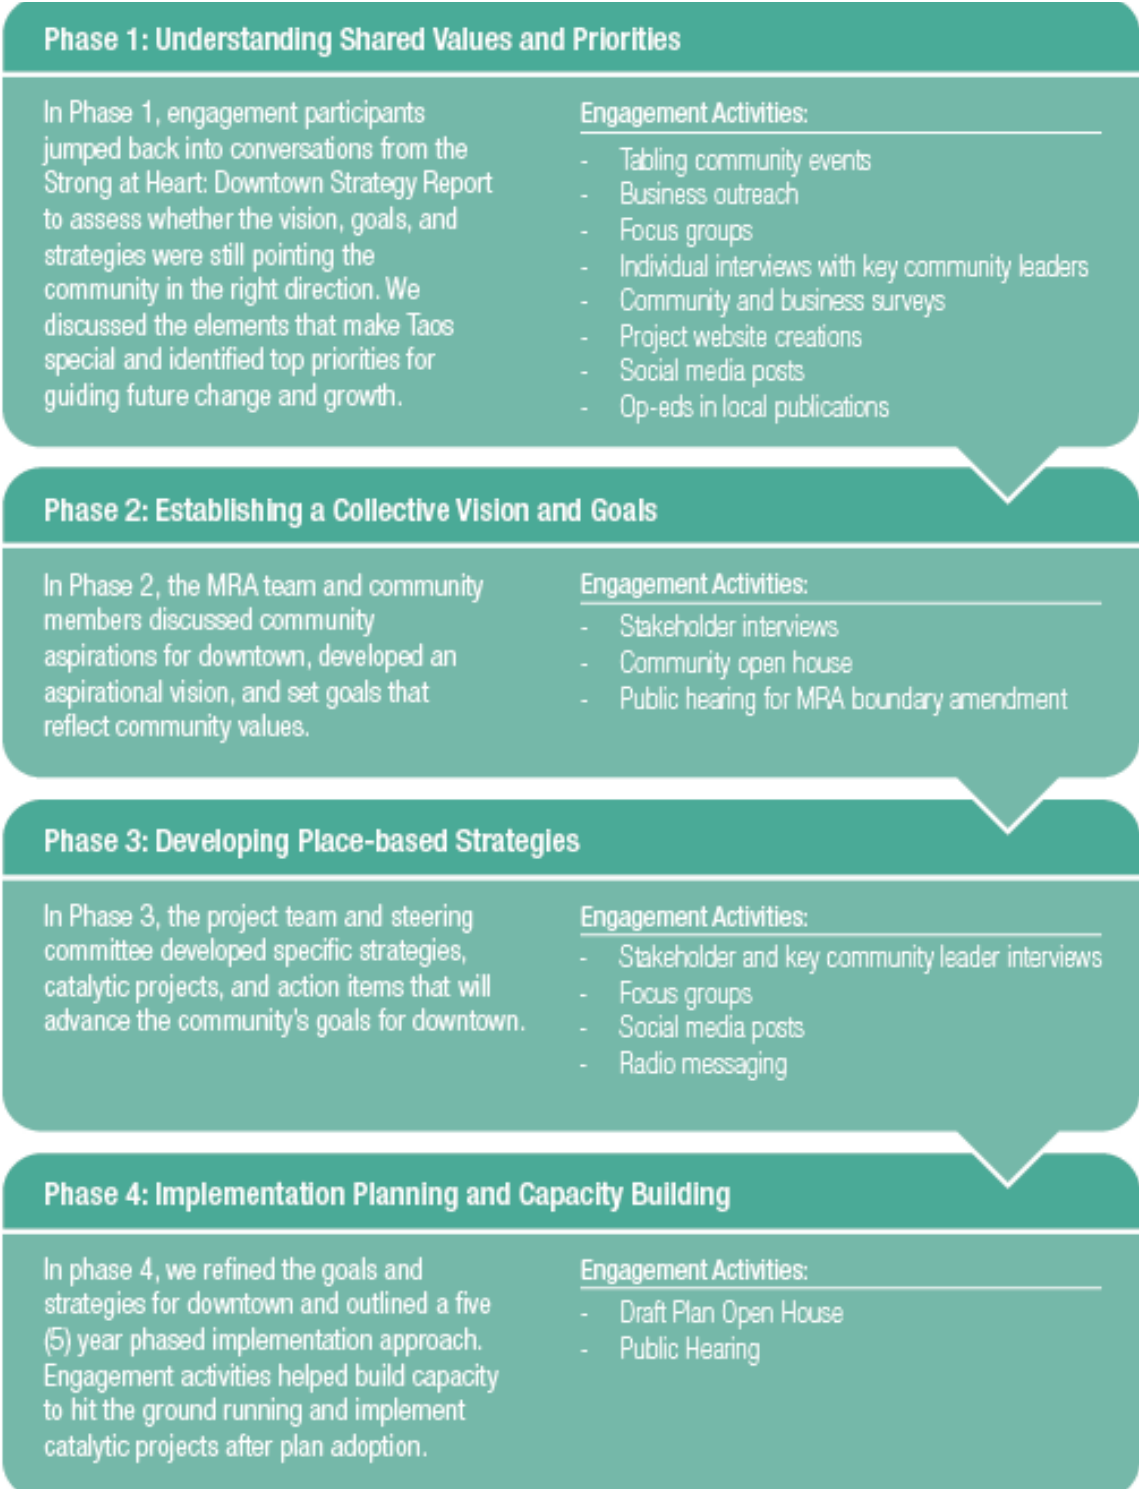 Phase 1: Understanding Shared Values and Priorities
In Phase 1, engagement participants
jumped back into conversations from the
Strong at Heart: Downtown Strategy Report
to assess whether the vision, goals, and
strategies were still pointing the
community in the right direction. We
discussed the elements that make Taos
special and identified top priorities for
guiding future change and growth.
Engagement Activities:
- Tabling community events
- Business outreach
- Focus groups
- Individual interviews with key community leaders
- Community and business surveys
- Project website creations
- Social media posts
- Op-eds in local publications
Phase 2: Establishing a Collective Vision and Goals
In Phase 2, the MRA team and community
members discussed community
aspirations for downtown, developed an
aspirational vision, and set goals that
reflect community values.
Engagement Activities:
- Stakeholder interviews
- Community open house
- Public hearing for MRA boundary amendment
Phase 3: Developing Place-based Strategies
In Phase 3, the project team and steering
committee developed specific strategies,
catalytic projects, and action items that will
advance the community's goals for downtown.
Engagement Activities:
- Stakeholder and key community leader interviews
- Focus groups
- Social media posts
- Radio messaging
Phase 4: Implementation Planning and Capacity Building
In phase 4, we refined the goals and
strategies for downtown and outlined a five
(5) year phased implementation approach.
Engagement activities helped build capacity
to hit the ground running and implement
catalytic projects after plan adoption.
Engagement Activities:
- Draft Plan Open House
- Public Hearing